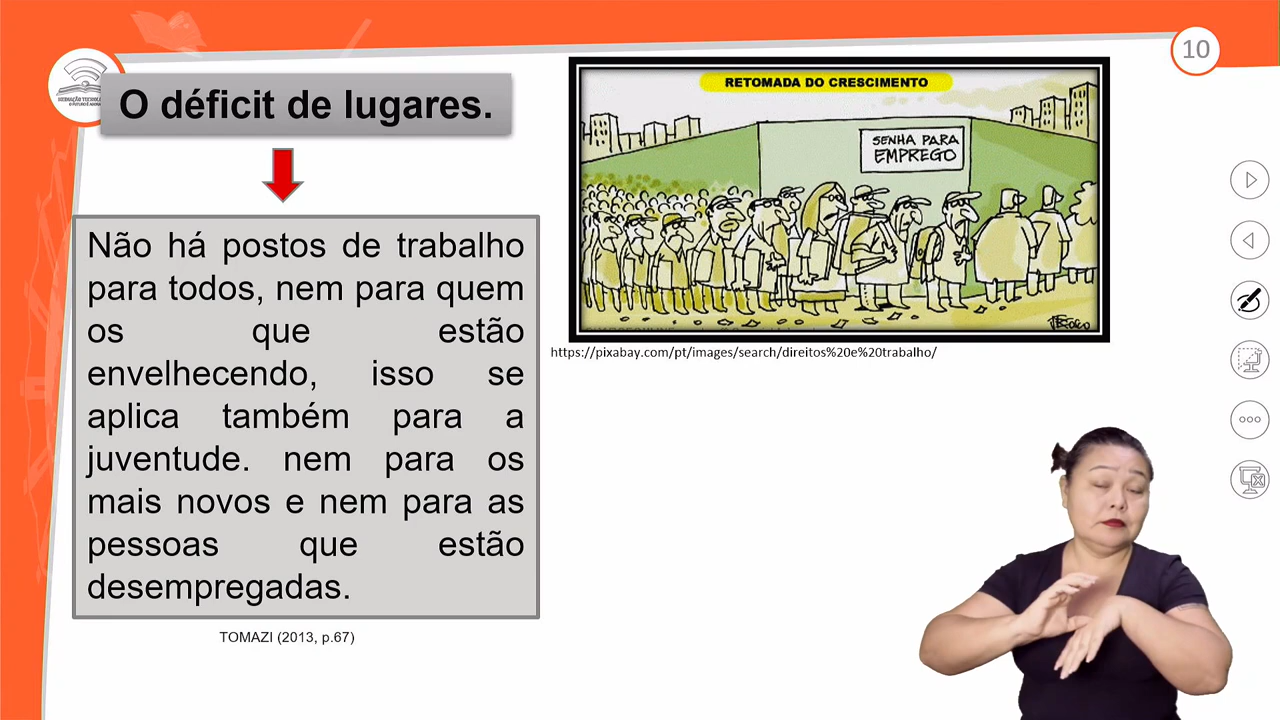 10
O déficit de lugares.
Não há postos de trabalho
para todos, nem para quem
os que estão
envelhecendo, isso se
aplica também para a
juventude. nem para os
mais novos e nem para as
pessoas que estão
desempregadas.
TOMAZI (2013, p.67)
RETOMADA DO CRESCIMENTO
SENHA PARA
EMPREGO
https://pixabay.com/pt/images/search/direitos%20e%20trabalho/